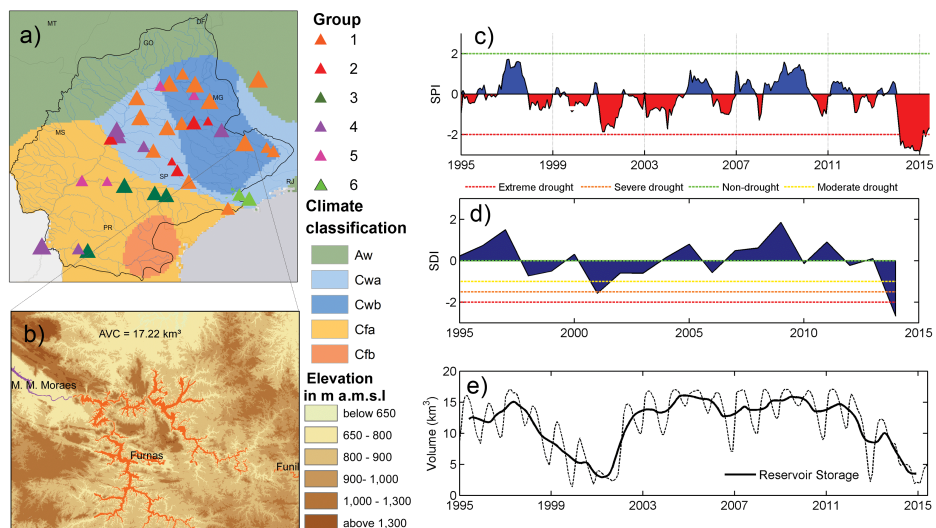 a)
MT
DF
GO
MG
MS
SP
RJ
PR
Group
1
2
3
4
5
6
Climate
classification
Aw
Cwa
Cwb
Cfa
Cfb
b)
AVC = 17.22 km³
M. M. Moraes
Furnas
Funil
Elevation
in m a.m.s.l
below 650
650 - 800
800 - 900
900- 1,000
1,000 - 1,300
above 1,300
c)
SPI
2
0
-2
1995 1999 2003 2007 2011 2015
Extreme drought Severe drought Non-drought Moderate drought
d)
SDI
2
0
-2
1995 2000 2005 2010 2015
e)
Volume (km³)
20
15
10
5
0
Reservoir Storage
1995 1999 2003 2007 2011 2015